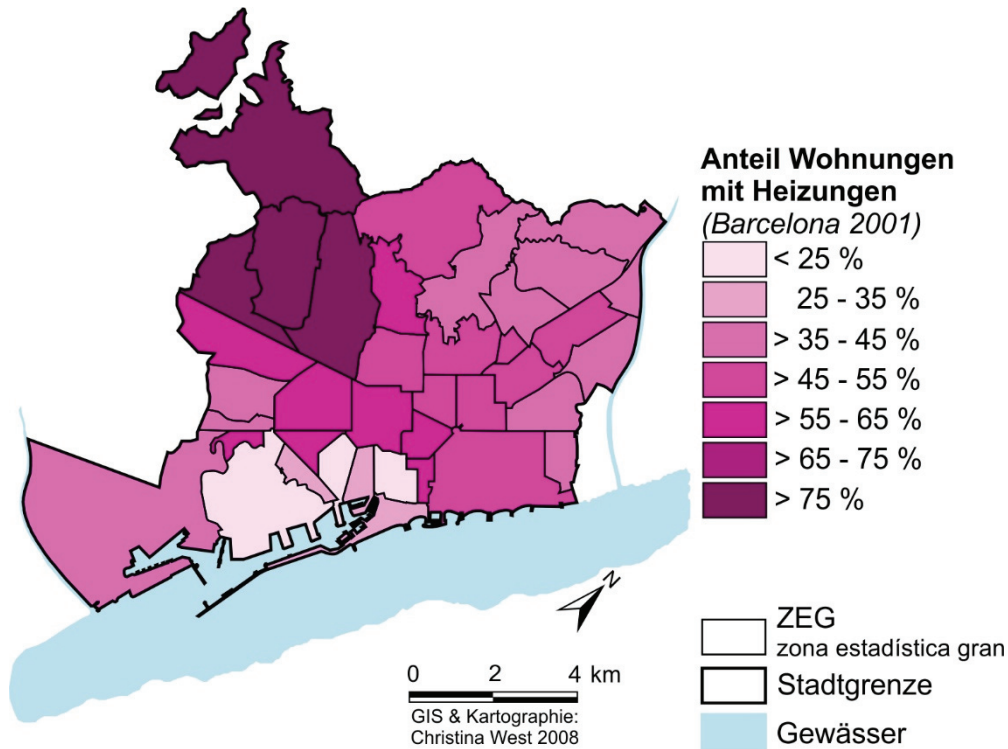 Anteil Wohnungen
mit Heizungen
(Barcelona 2001)
< 25 %
25 - 35 %
> 35 - 45 %
> 45 - 55 %
> 55 - 65 %
> 65 - 75 %
> 75 %
N
ZEG
zona estadística gran
Stadtgrenze
Gewässer
0 2 4 km
GIS & Kartographie:
Christina West 2008